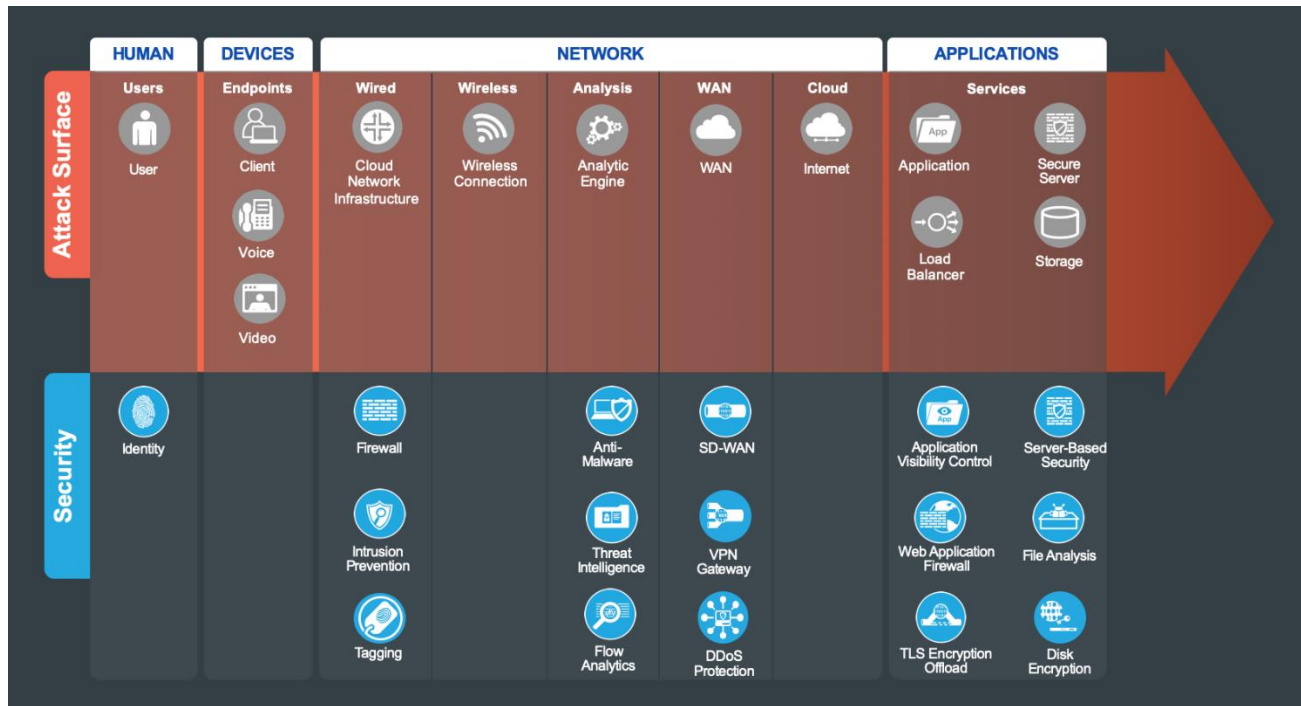 HUMAN
DEVICES
NETWORK
APPLICATIONS
Attack Surface
Users
Endpoints
Wired
Wireless
Analysis
WAN
Cloud
Services
User
Client
Voice
Video
Cloud
Network
Infrastructure
Wireless
Connection
Analytic
Engine
WAN
Internet
App
Application
Secure
Server
Load
Balancer
Storage
Security
Identity
Firewall
Intrusion
Prevention
Tagging
Anti-
Malware
Threat
Intelligence
Flow
Analytics
SD-WAN
VPN
Gateway
DDoS
Protection
App
Application
Visibility Control
Server-Based
Security
Web Application
Firewall
File Analysis
TLS Encryption
Offload
Disk
Encryption